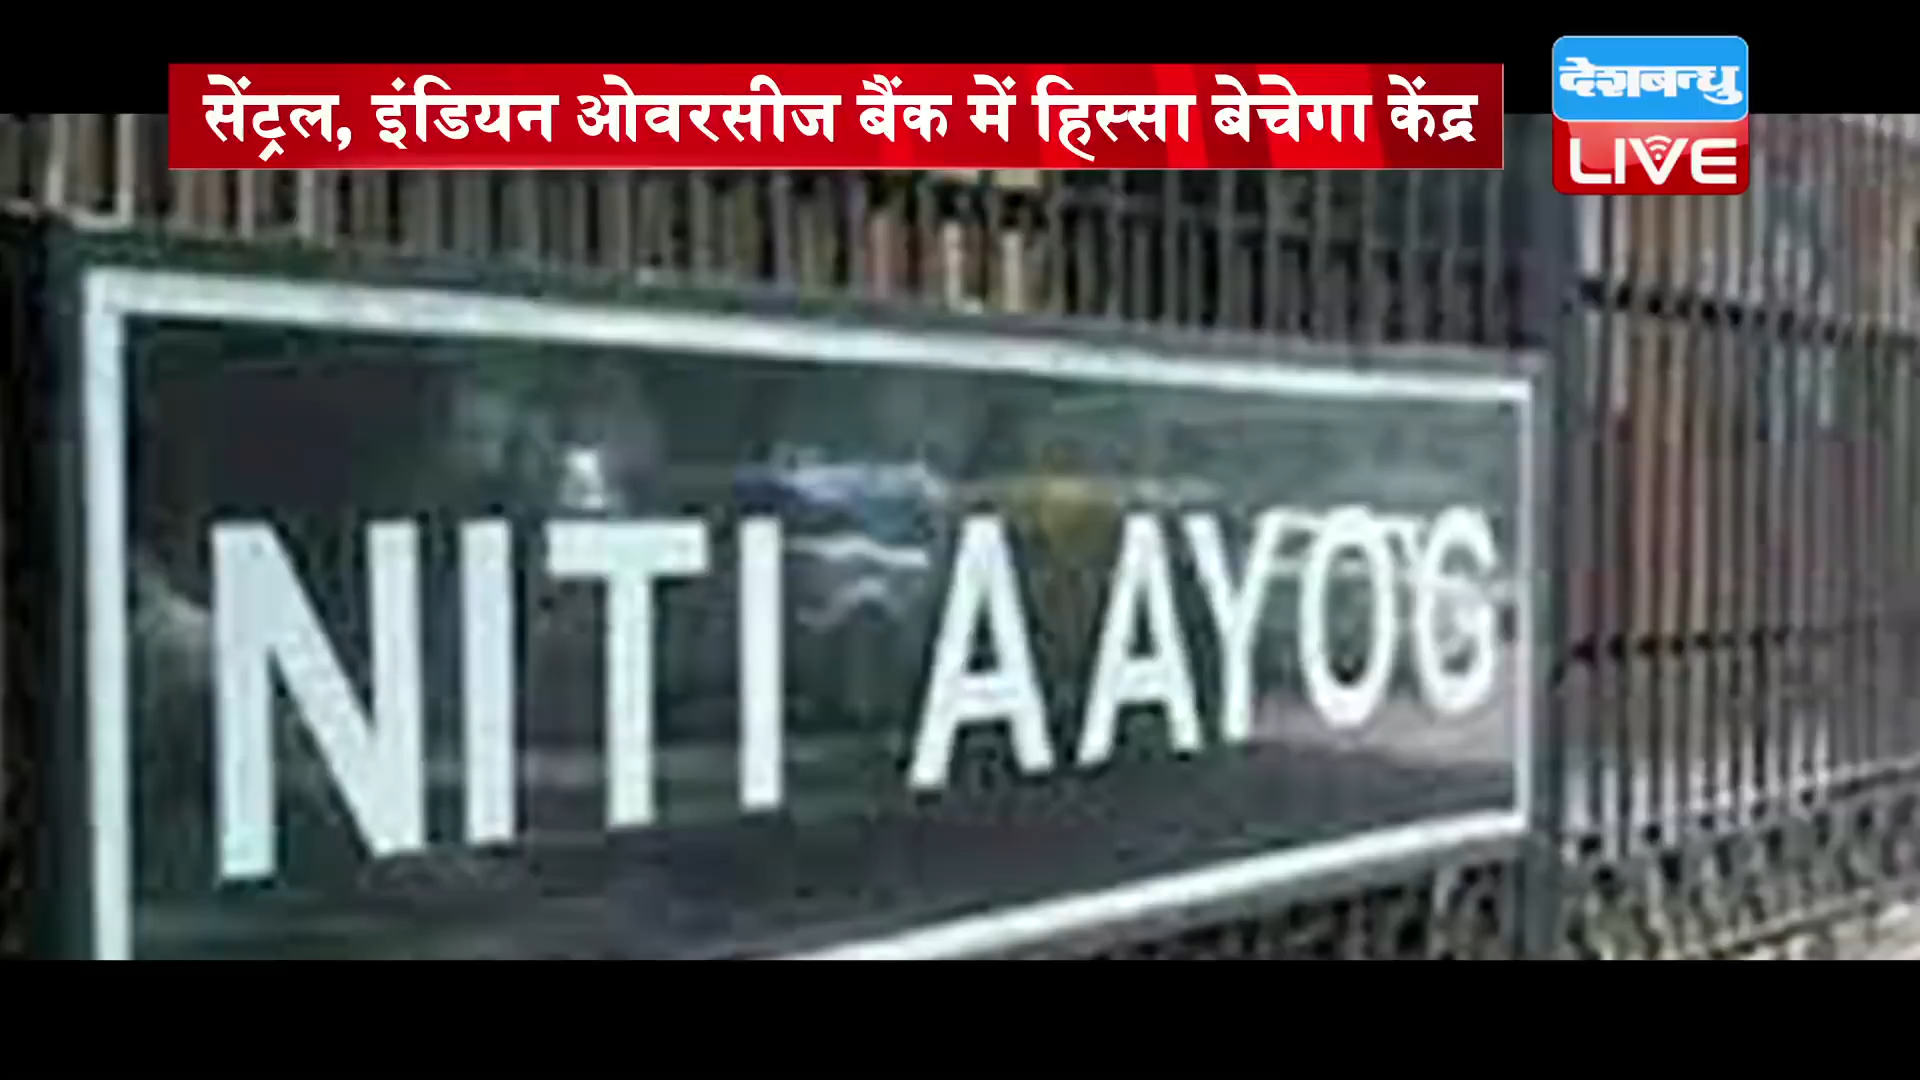 सेंट्रल, इंडियन ओवरसीज बैंक में हिस्सा बेचेगा केंद्र
देशबन्धु
LIVE
NITI AAYOG